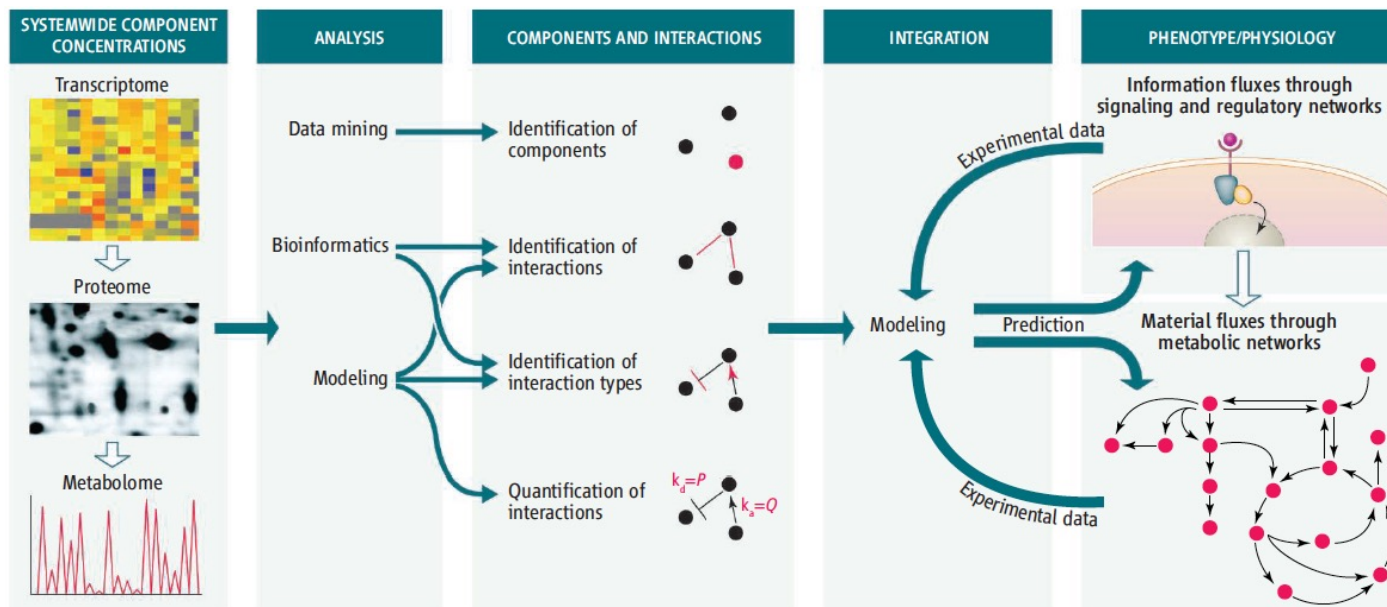 SYSTEMWIDE COMPONENT
CONCENTRATIONS
Transcriptome
Proteome
Metabolome
ANALYSIS
Data mining
Bioinformatics
Modeling
COMPONENTS AND INTERACTIONS
Identification of
components
Identification of
interactions
Identification of
interaction types
Quantification of
interactions
k_d=P
k_a=Q
INTEGRATION
Experimental data
Modeling
Prediction
Experimental data
PHENOTYPE/PHYSIOLOGY
Information fluxes through
signaling and regulatory networks
Material fluxes through
metabolic networks